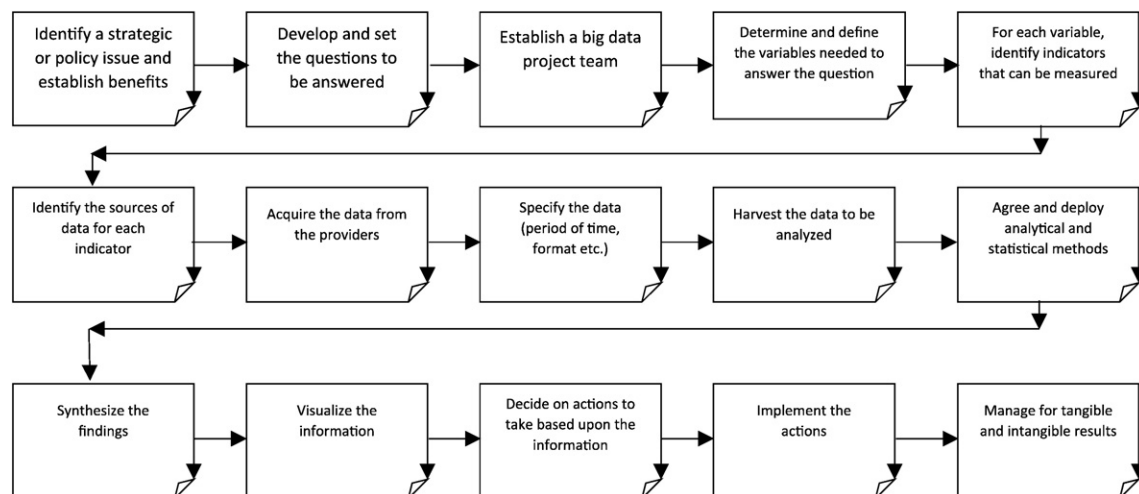 Identify a strategic
or policy issue and
establish benefits
Develop and set
the questions to
be answered
Establish a big data
project team
Determine and define
the variables needed to
answer the question
For each variable,
identify indicators
that can be measured
Identify the sources of
data for each
indicator
Acquire the data from
the providers
Specify the data
(period of time,
format etc.)
Harvest the data to be
analyzed
Agree and deploy
analytical and
statistical methods
Synthesize the
findings
Visualize the
information
Decide on actions to
take based upon the
information
Implement the
actions
Manage for tangible
and intangible results